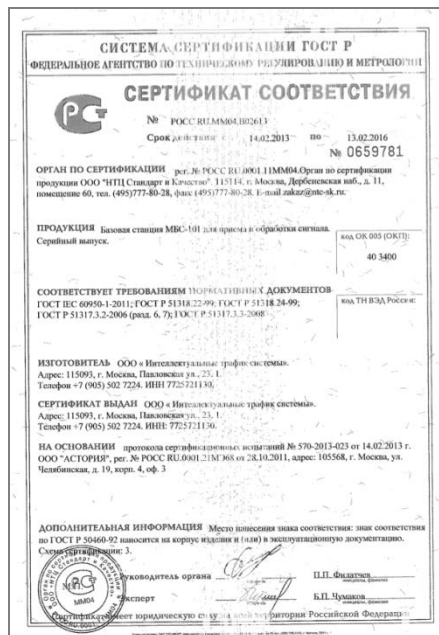 СИСТЕМА СЕРТИФИКАЦИИ ГОСТ Р
ФЕДЕРАЛЬНОЕ АГЕНТСТВО ПО ТЕХНИЧЕСКОМУ РЕГУЛИРОВАНИЮ И МЕТРОЛОГИИ
СЕРТИФИКАТ СООТВЕТСТВИЯ
№ РОСС RU.ММ04.В02613
Срок действия с 14.02.2013 по 13.02.2016
№ 0659781
ОРГАН ПО СЕРТИФИКАЦИИ рег. № РОСС RU.0001.11ММ04.Орган по сертификации
продукции ООО "НТЦ Стандарт и Качество". 115114, г. Москва, Дербеневская наб., д. 11,
помещение 60, тел. (495)777-80-28, факс (495)777-80-28. E-mail zakaz@ntc-sk.ru.
ПРОДУКЦИЯ Базовая станция МБС-101 для приема и обработки сигнала.
Серийный выпуск.
код ОК 005 (ОКП):
40 3400
СООТВЕТСТВУЕТ ТРЕБОВАНИЯМ НОРМАТИВНЫХ ДОКУМЕНТОВ
ГОСТ IEC 60950-1-2011; ГОСТ Р 51318.22-99; ГОСТ Р 51318.24-99;
ГОСТ Р 51317.3.2-2006 (разд. 6, 7); ГОСТ Р 51317.3.3-2008
код ТН ВЭД России:
ИЗГОТОВИТЕЛЬ ООО « Интеллектуальные трафик системы».
Адрес: 115093, г. Москва, Павловская ул., 23, 1.
Телефон +7 (905) 502 7224. ИНН 7725721130.
СЕРТИФИКАТ ВЫДАН ООО « Интеллектуальные трафик системы».
Адрес: 115093, г. Москва, Павловская ул., 23, 1.
Телефон +7 (905) 502 7224. ИНН: 7725721130.
НА ОСНОВАНИИ протокола сертификационных испытаний № 570-2013-023 от 14.02.2013 г.
ООО "АСТОРИЯ", рег. № РОСС RU.0001.21МЭ68 от 28.10.2011, адрес: 105568, г. Москва, ул.
Челябинская, д. 19, корп. 4, оф. 3
ДОПОЛНИТЕЛЬНАЯ ИНФОРМАЦИЯ Место нанесения знака соответствия: знак соответствия
по ГОСТ Р 50460-92 наносится на корпус изделия и (или) в эксплуатационную документацию.
Схема сертификации: 3.
Руководитель органа П.П. Филатчев
Эксперт Б.П. Чумаков
Сертификат имеет юридическую силу на всей территории Российской Федерации